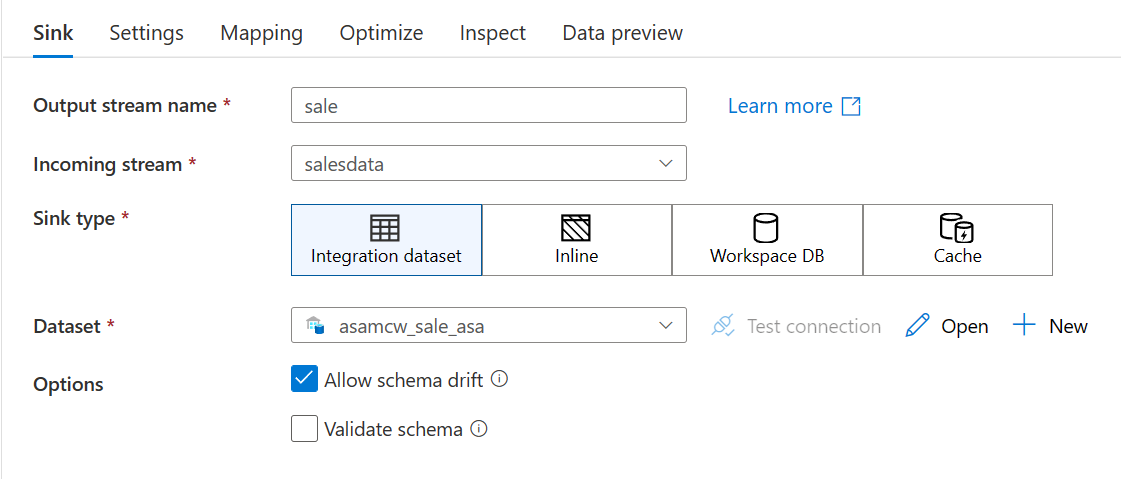 Sink Settings Mapping Optimize Inspect Data preview
Output stream name * sale Learn more
Incoming stream * salesdata
Sink type * Integration dataset Inline Workspace DB Cache
Dataset * asamcw_sale_asa Test connection Open New
Options Allow schema drift
Validate schema